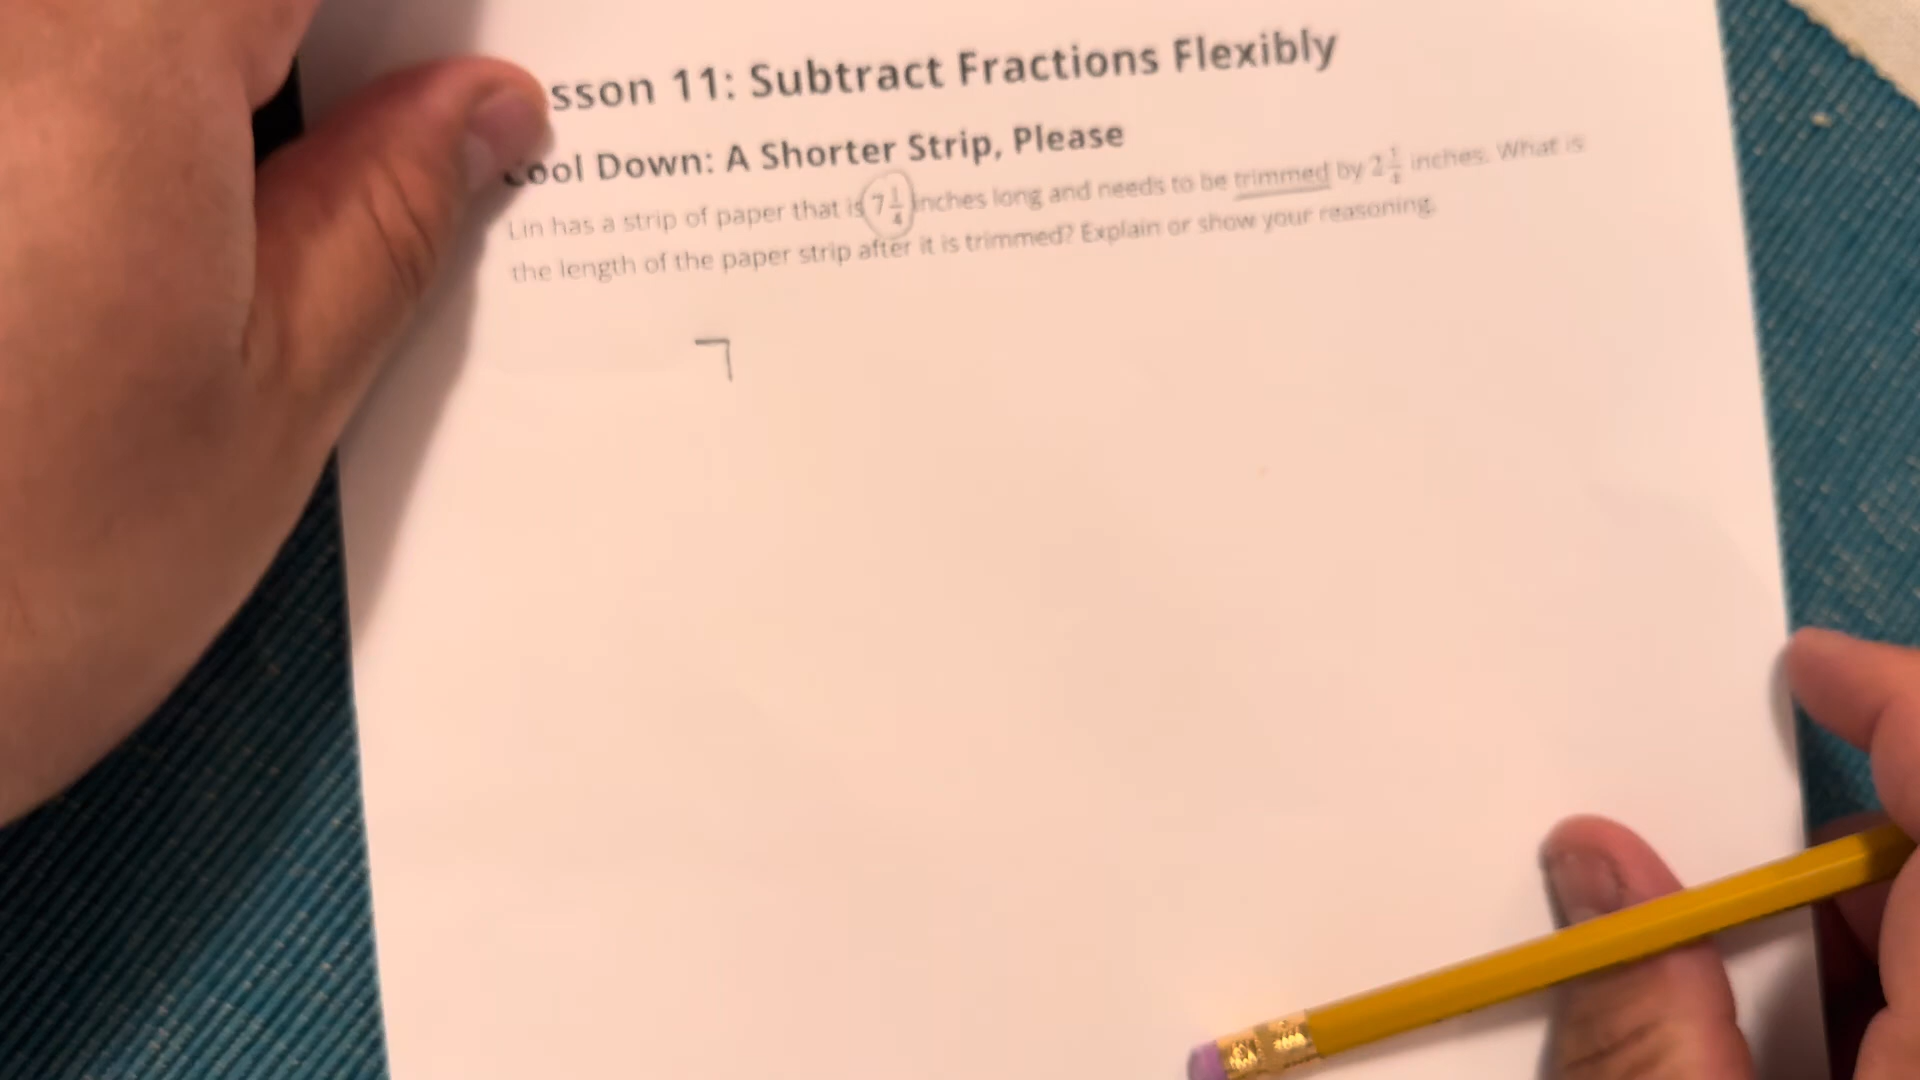 sson 11: Subtract Fractions Flexibly
ool Down: A Shorter Strip, Please
Lin has a strip of paper that is 7 1/4 inches long and needs to be trimmed by 2 inches. What is
the length of the paper strip after it is trimmed? Explain or show your reasoning.
7